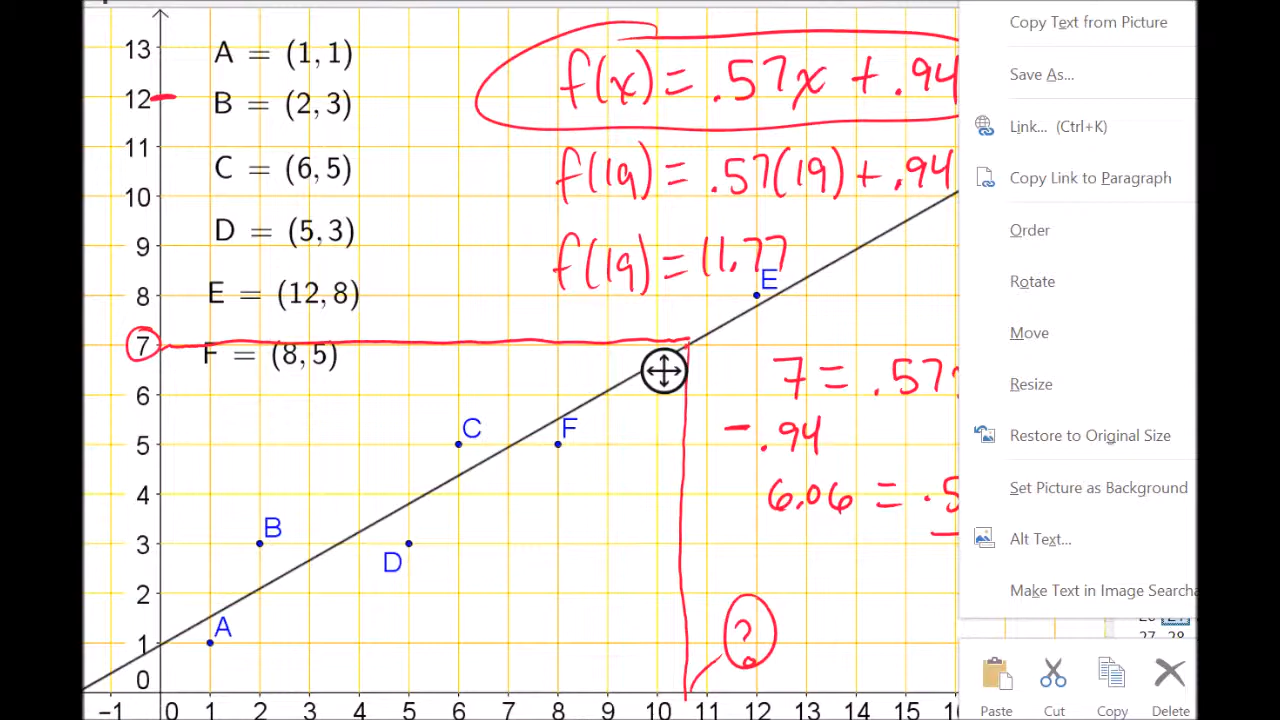 A = (1, 1)
B = (2, 3)
C = (6, 5)
D = (5, 3)
E = (12, 8)
F = (8, 5)
f(x) = .57x + .94
f(19) = .57(19) + .94
f(19) = 11.77
7 = .57
- .94
6.06 = .5
?
13
12
11
10
9
8
7
6
5
4
3
2
1
0
-1 0 1 2 3 4 5 6 7 8 9 10 11 12 13 14 15
A
B
C
D
E
F
Copy Text from Picture
Save As...
Link... (Ctrl+K)
Copy Link to Paragraph
Order
Rotate
Move
Resize
Restore to Original Size
Set Picture as Background
Alt Text...
Make Text in Image Searcha
27 28
Paste Cut Copy Delete